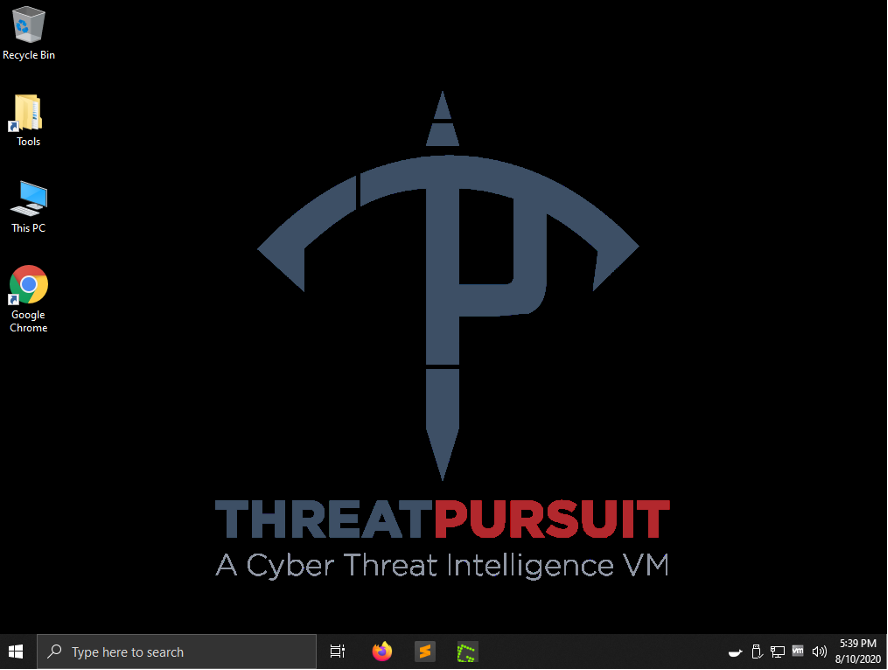 Recycle Bin
Tools
This PC
Google
Chrome
THREATPURSUIT
A Cyber Threat Intelligence VM
Type here to search
vm
5:39 PM
8/10/2020